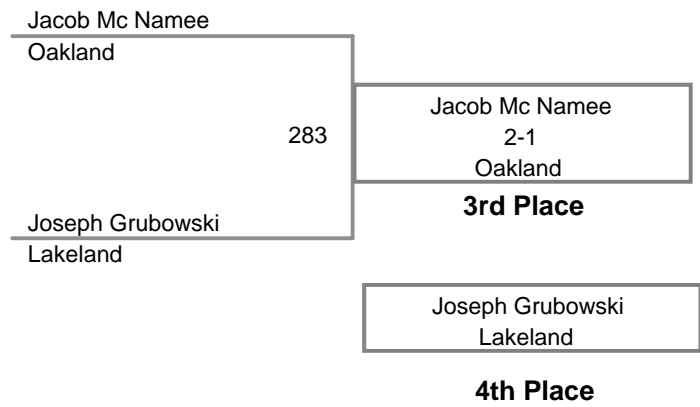 Jacob Mc Namee
Oakland
283
Jacob Mc Namee
2-1
Oakland
3rd Place
Joseph Grubowski
Lakeland
Joseph Grubowski
Lakeland
4th Place